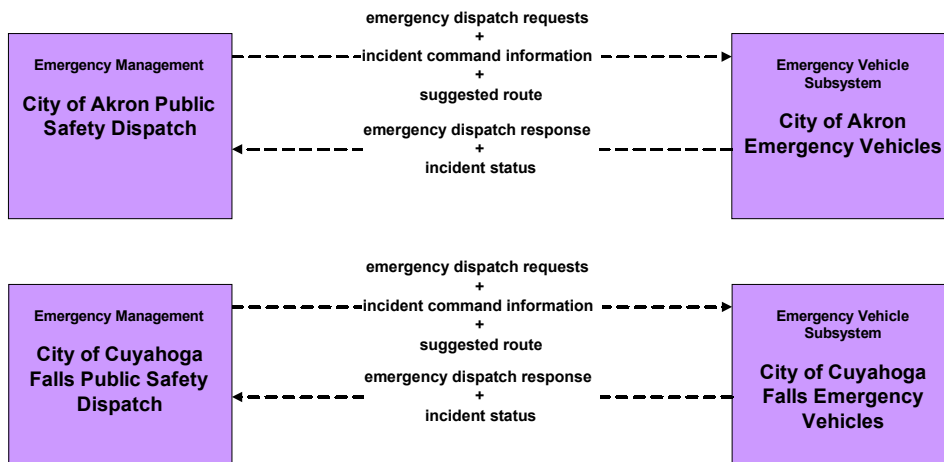 emergency dispatch requests
+
incident command information
+
suggested route
emergency dispatch response
+
incident status
Emergency Management
City of Akron Public
Safety Dispatch
Emergency Vehicle
Subsystem
City of Akron
Emergency Vehicles
emergency dispatch requests
+
incident command information
+
suggested route
emergency dispatch response
+
incident status
Emergency Management
City of Cuyahoga
Falls Public Safety
Dispatch
Emergency Vehicle
Subsystem
City of Cuyahoga
Falls Emergency
Vehicles